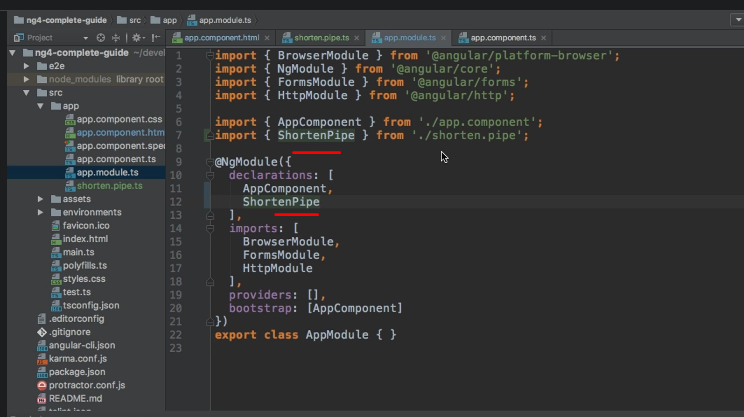 ng4-complete-guide src app app.module.ts
Project
app.component.html
shorten.pipe.ts
app.module.ts
app.component.ts
ng4-complete-guide
e2e
node_modules library root
src
app
app.component.css
app.component.htm
app.component.spe
app.component.ts
app.module.ts
shorten.pipe.ts
assets
environments
favicon.ico
index.html
main.ts
polyfills.ts
styles.css
test.ts
tsconfig.json
.editorconfig
.gitignore
angular-cli.json
karma.conf.js
package.json
protractor.conf.js
README.md
1 import { BrowserModule } from '@angular/platform-browser';
2 import { NgModule } from '@angular/core';
3 import { FormsModule } from '@angular/forms';
4 import { HttpModule } from '@angular/http';
5
6 import { AppComponent } from './app.component';
7 import { ShortenPipe } from './shorten.pipe';
8
9 @NgModule({
10 declarations: [
11 AppComponent,
12 ShortenPipe
13 ],
14 imports: [
15 BrowserModule,
16 FormsModule,
17 HttpModule
18 ],
19 providers: [],
20 bootstrap: [AppComponent]
21 })
22 export class AppModule { }
23